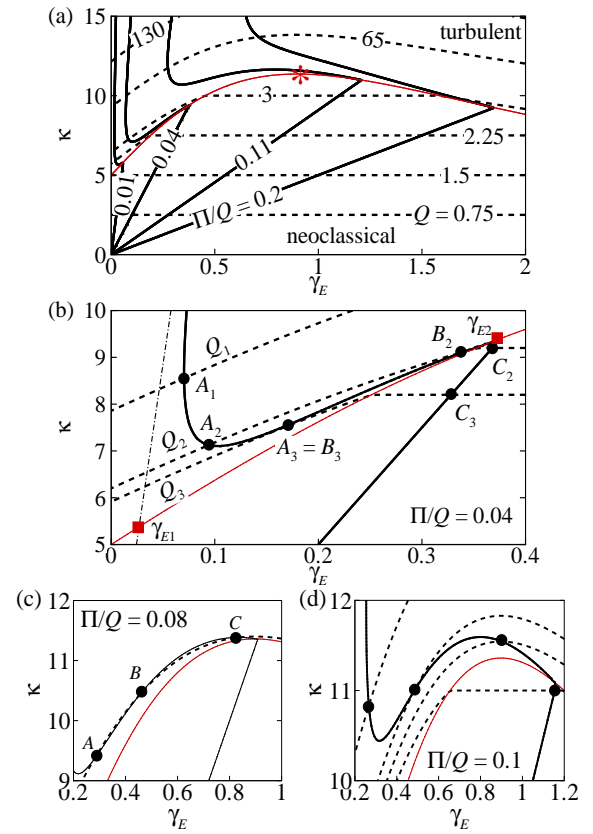 (a)
15
10
5
0
κ
130
65
turbulent
3
2.25
1.5
Q = 0.75
0.01
0.04
0.11
Π/Q = 0.2
neoclassical
0
0.5
1
1.5
2
γE
(b)
10
9
8
7
6
5
κ
Q1
Q2
Q3
A1
A2
A3 = B3
B2
γE2
C2
C3
γE1
Π/Q = 0.04
0
0.1
0.2
0.3
0.4
γE
(c)
12
11
10
9
κ
Π/Q = 0.08
A
B
C
0.2
0.4
0.6
0.8
1
γE
(d)
12
11
10
κ
Π/Q = 0.1
0.2
0.4
0.6
0.8
1
1.2
γE